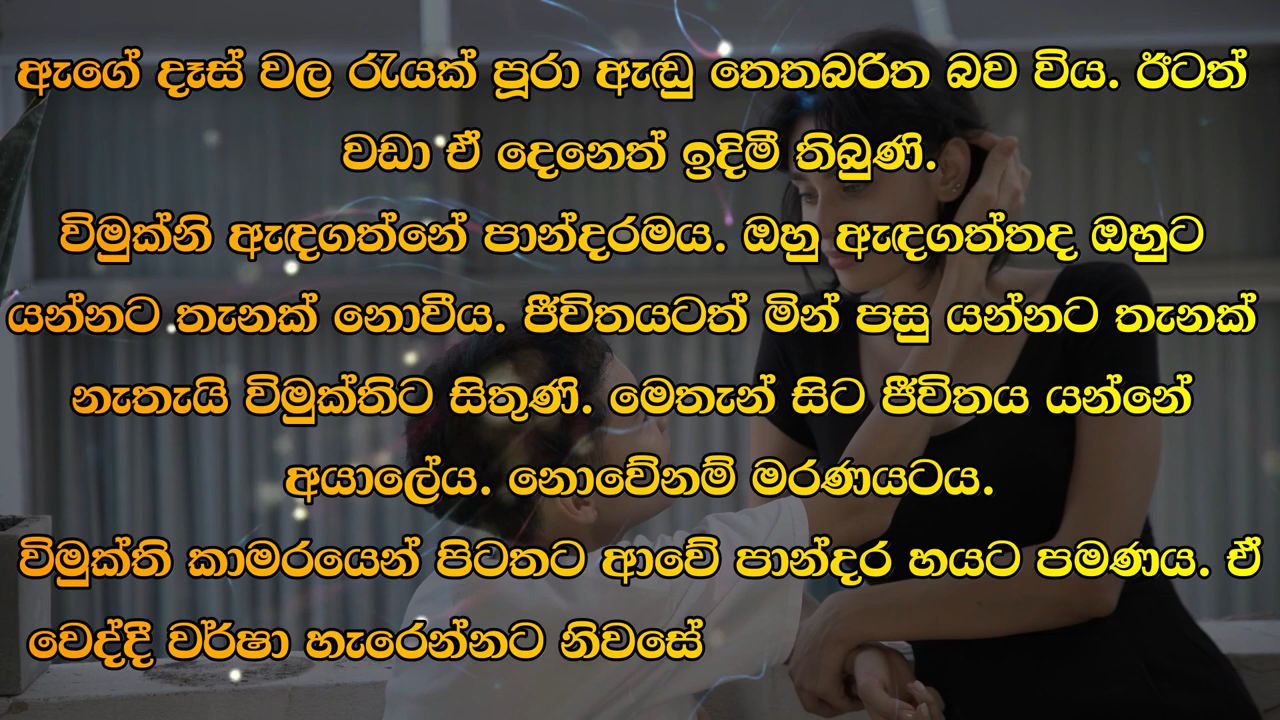 ඇගේ දෑස් වල රැයක් පූරා ඇඬූ තෙතබරිත බව විය. ඊටත්
වඩා ඒ දෙනෙත් ඉදිමී තිබුණි.
විමුක්නි ඇඳගත්නේ පාන්දරමය. ඔහු ඇඳගත්තද ඔහුට
යන්නට තැනක් නොවීය. ජීවිතයටත් මින් පසු යන්නට තැනක්
නැතැයි විමුක්තිට සිතුණි. මෙතැන් සිට ජීවිතය යන්නේ
අයාලේය. නොවේනම් මරණයටය.
විමුක්ති කාමරයෙන් පිටතට ආවේ පාන්දර හයට පමණය. ඒ
වෙද්දී වර්ෂා හැරෙන්නට නිවසේ